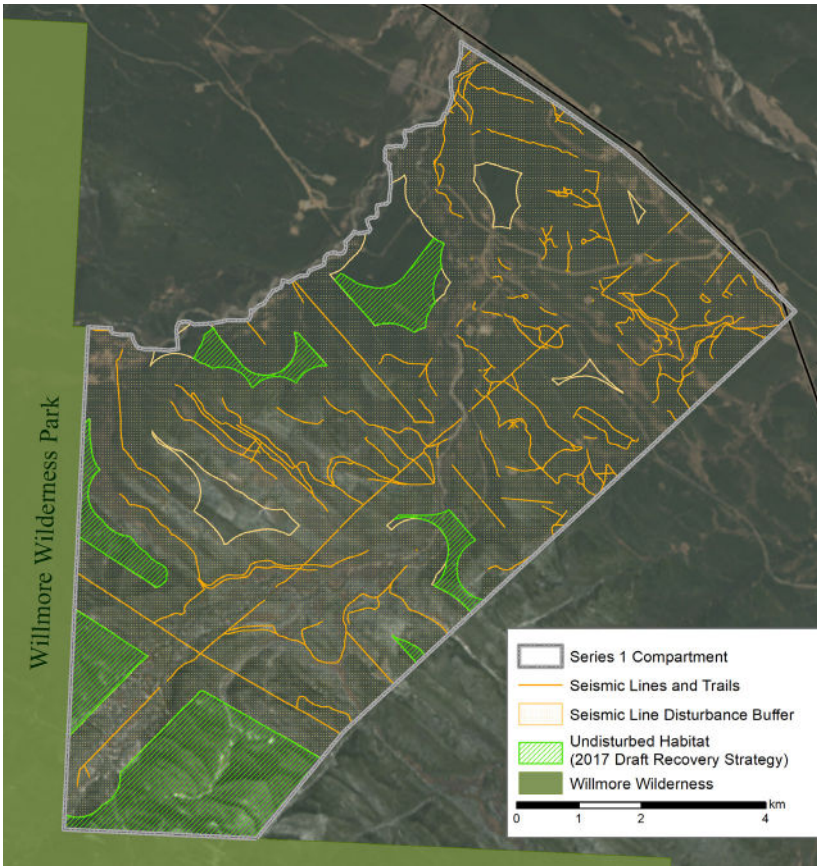 Willmore Wilderness Park
Series 1 Compartment
Seismic Lines and Trails
Seismic Line Disturbance Buffer
Undisturbed Habitat
(2017 Draft Recovery Strategy)
Willmore Wilderness
km
0 1 2 4